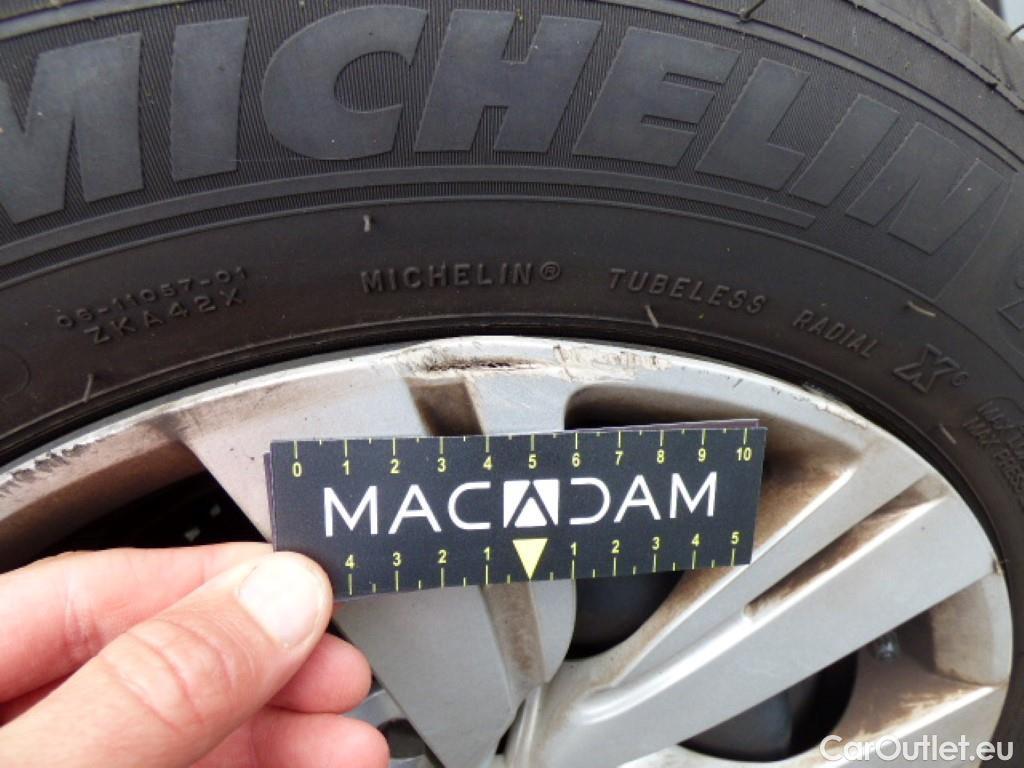 MICHELIN
06-11057-01
ZKA42X
MICHELIN® TUBELESS RADIAL X®
0 1 2 3 4 5 6 7 8 9 10
MACADAM
4 3 2 1 1 2 3 4 5
CarOutlet.eu